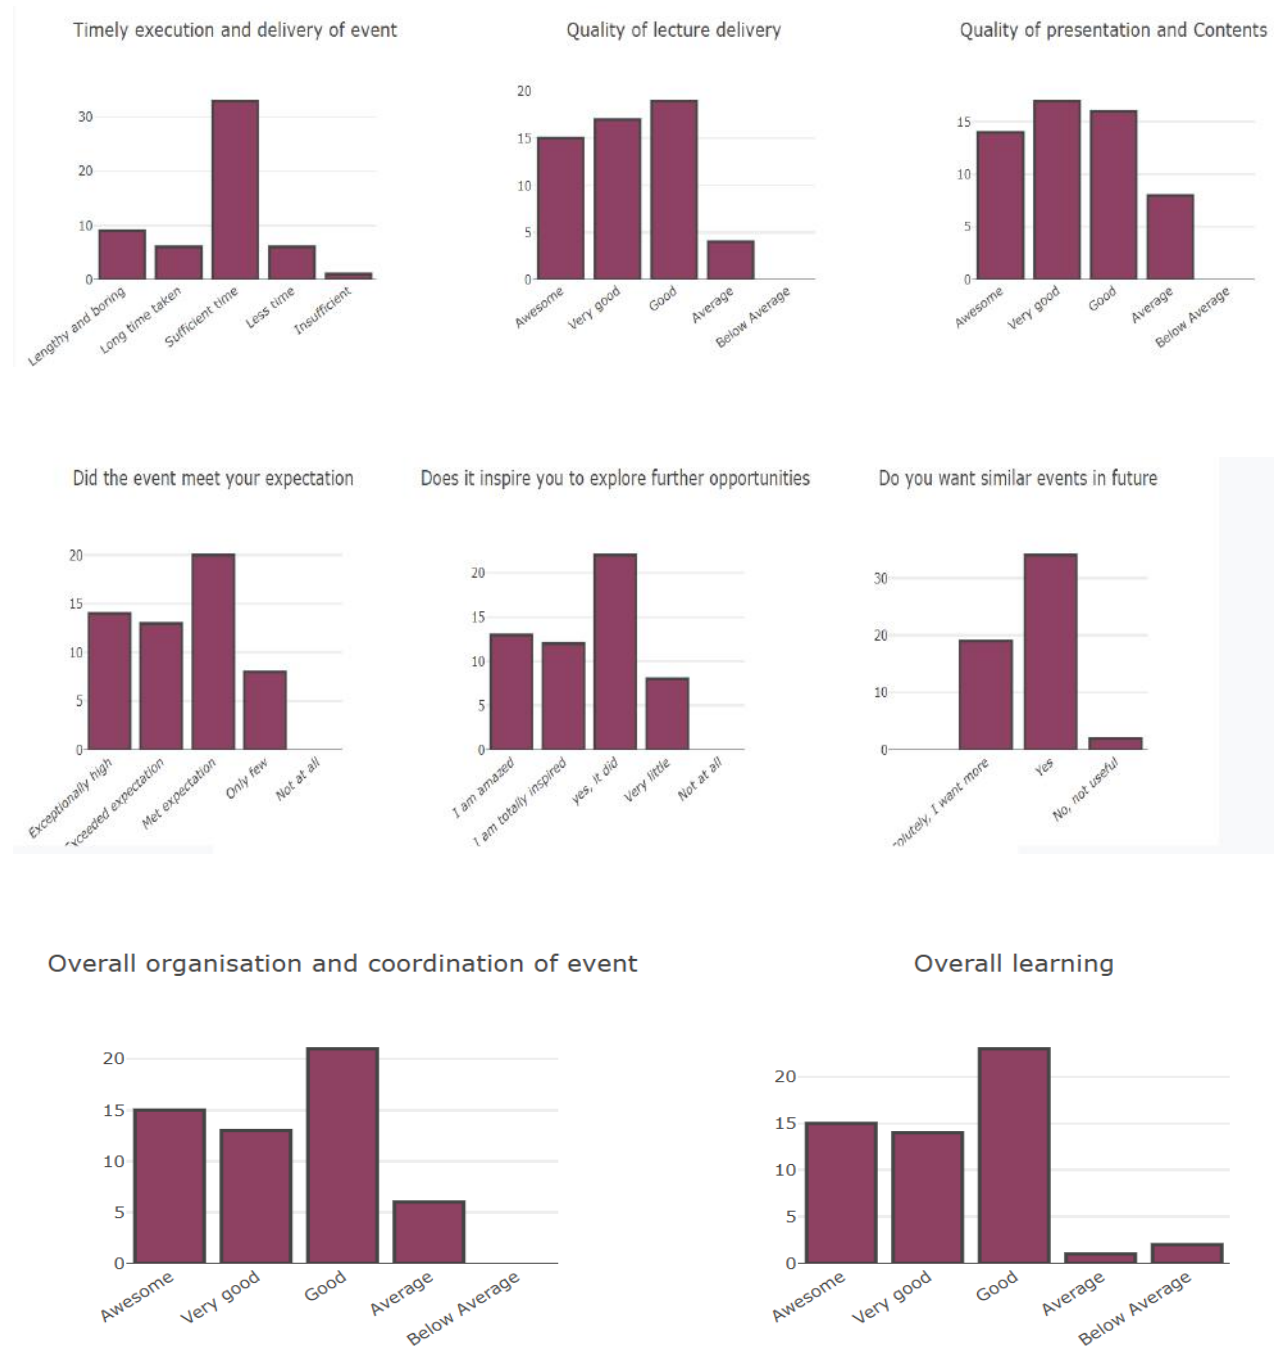 Timely execution and delivery of event
30
20
10
0
Lengthy and boring
Long time taken
Sufficient time
Less time
Insufficient
Quality of lecture delivery
20
15
10
5
0
Awesome
Very good
Good
Average
Below Average
Quality of presentation and Contents
15
10
5
0
Awesome
Very good
Good
Average
Below Average
Did the event meet your expectation
20
15
10
5
0
Exceptionally high
xceeded expectation
Met expectation
Only few
Not at all
Does it inspire you to explore further opportunities
20
15
10
5
0
I am amazed
I am totally inspired
yes, it did
Very little
Not at all
Do you want similar events in future
30
20
10
0
olutely, I want more
Yes
No, not useful
Overall organisation and coordination of event
20
15
10
5
0
Awesome
Very good
Good
Average
Below Average
Overall learning
20
15
10
5
0
Awesome
Very good
Good
Average
Below Average